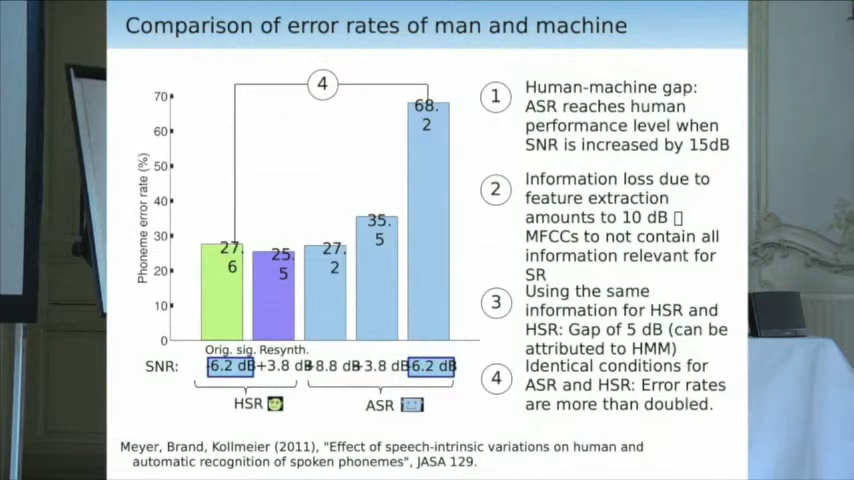 Comparison of error rates of man and machine
4
70
60
50
40
30
20
10
0
Phoneme error rate (%)
27.
6
25.
5
27.
2
35.
5
68.
2
Orig. sig. Resynth.
SNR: -6.2 dB +3.8 dB +8.8 dB +3.8 dB -6.2 dB
HSR ASR
1 Human-machine gap:
ASR reaches human
performance level when
SNR is increased by 15dB
2 Information loss due to
feature extraction
amounts to 10 dB
MFCCs to not contain all
information relevant for
SR
3 Using the same
information for HSR and
HSR: Gap of 5 dB (can be
attributed to HMM)
4 Identical conditions for
ASR and HSR: Error rates
are more than doubled.
Meyer, Brand, Kollmeier (2011), "Effect of speech-intrinsic variations on human and
automatic recognition of spoken phonemes", JASA 129.